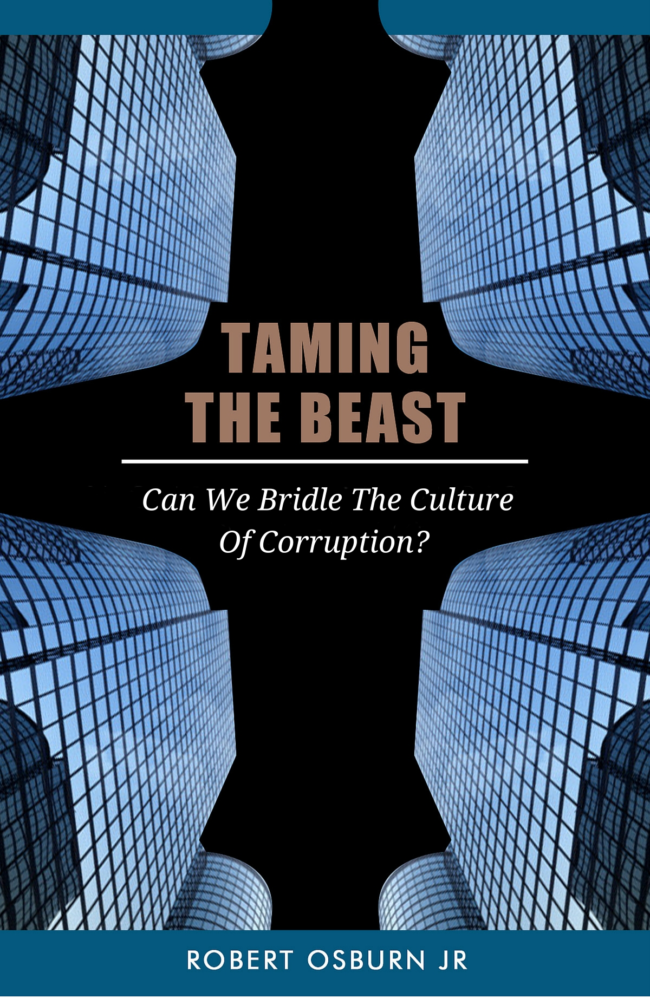 TAMING
THE BEAST
Can We Bridle The Culture
Of Corruption?
ROBERT OSBURN JR